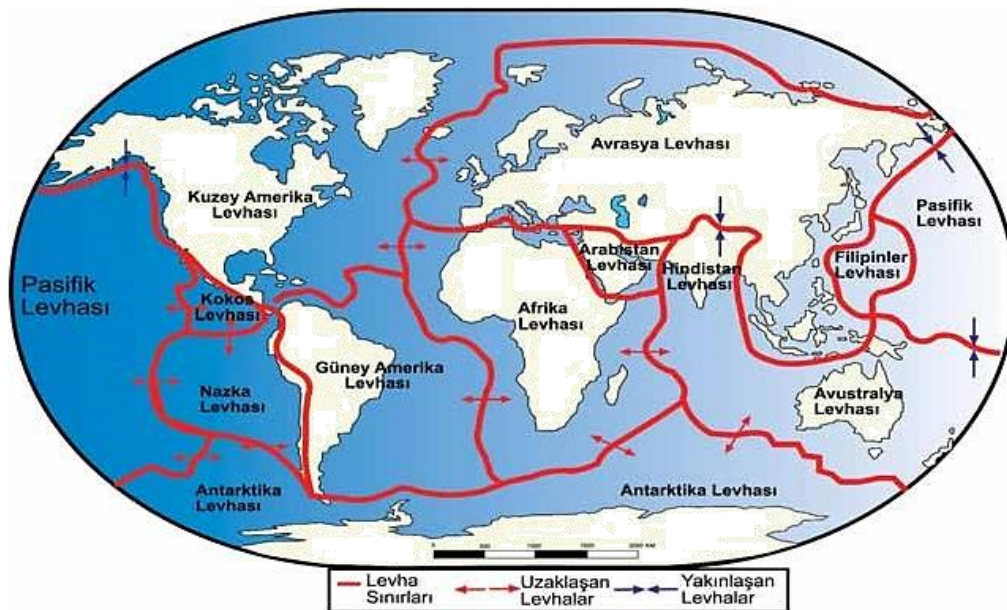 Avrasya Levhası
Kuzey Amerika
Levhası
Pasifik
Levhası
Arabistan
Levhası
Hindistan
Levhası
Filipinler
Levhası
Pasifik
Levhası
Kokos
Levhası
Afrika
Levhası
Güney Amerika
Levhası
Nazka
Levhası
Avustralya
Levhası
Antarktika
Levhası
Antarktika Levhası
Levha
Sınırları
Uzaklaşan
Levhalar
Yakınlaşan
Levhalar